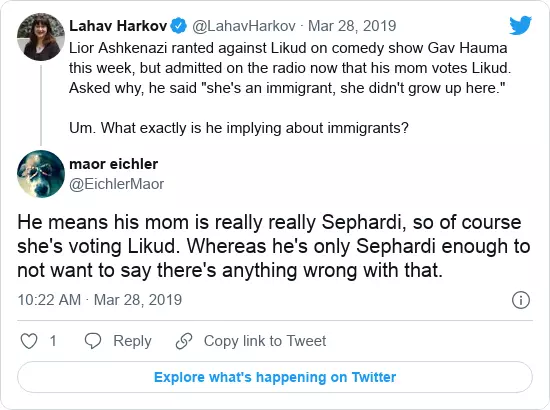 Lahav Harkov @LahavHarkov · Mar 28, 2019
Lior Ashkenazi ranted against Likud on comedy show Gav Hauma
this week, but admitted on the radio now that his mom votes Likud.
Asked why, he said "she's an immigrant, she didn't grow up here."
Um. What exactly is he implying about immigrants?
maor eichler
@EichlerMaor
He means his mom is really really Sephardi, so of course
she's voting Likud. Whereas he's only Sephardi enough to
not want to say there's anything wrong with that.
10:22 AM · Mar 28, 2019
1 Reply Copy link to Tweet
Explore what's happening on Twitter